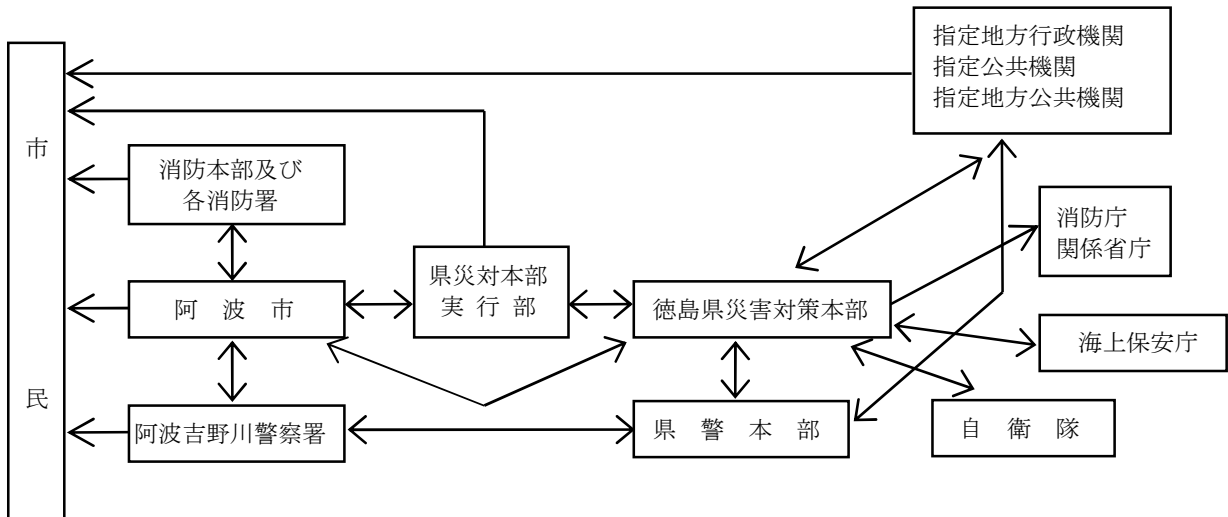 指定地方行政機関
指定公共機関
指定地方公共機関
市
民
消防本部及び
各消防署
消防庁
関係省庁
県災対本部
実行部
阿波市
徳島県災害対策本部
海上保安庁
阿波吉野川警察署
県警本部
自衛隊